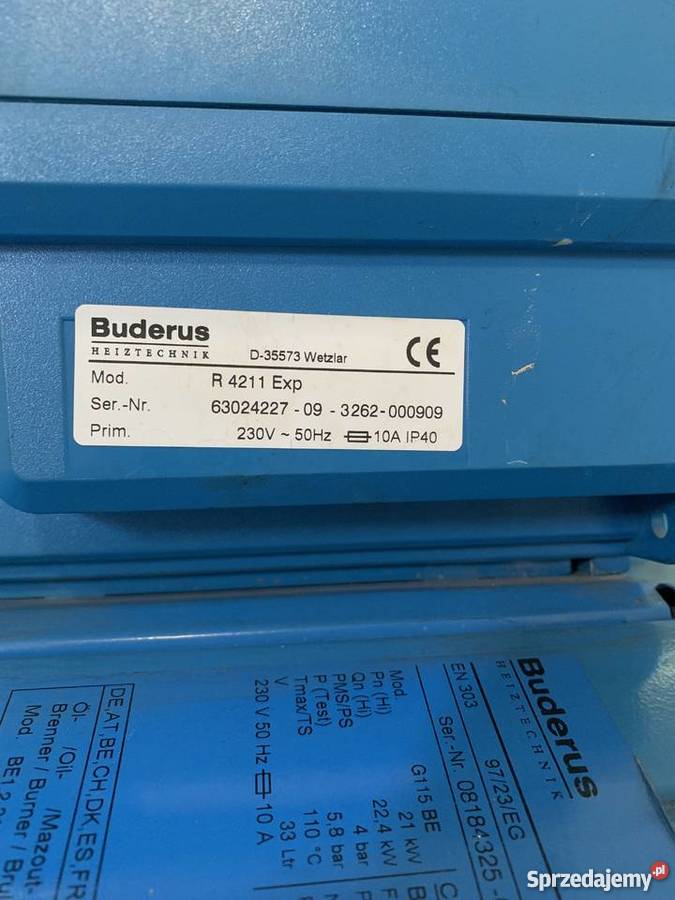 Buderus
HEIZTECHNIK D-35573 Wetzlar CE
Mod. R 4211 Exp
Ser.-Nr. 63024227 - 09 - 3262-000909
Prim. 230V ~ 50Hz 10A IP40
Buderus
HEIZTECHNIK
97/23/EG
EN 303 Ser.-Nr. 08184325 -
Mod. G115 BE
Pn (Hi) 21 kW
Qn (Hi) 22,4 kW
PMS/PS 4 bar
P (Test) 5,8 bar
Tmax/TS 110 °C
V 33 Ltr
230 V 50 Hz 10 A
DE,AT,BE,CH,DK,ES,FR
Öl- /Oil- /Mazout-
Brenner / Burner / Bru
Mod. BE1
Sprzedajemy.pl